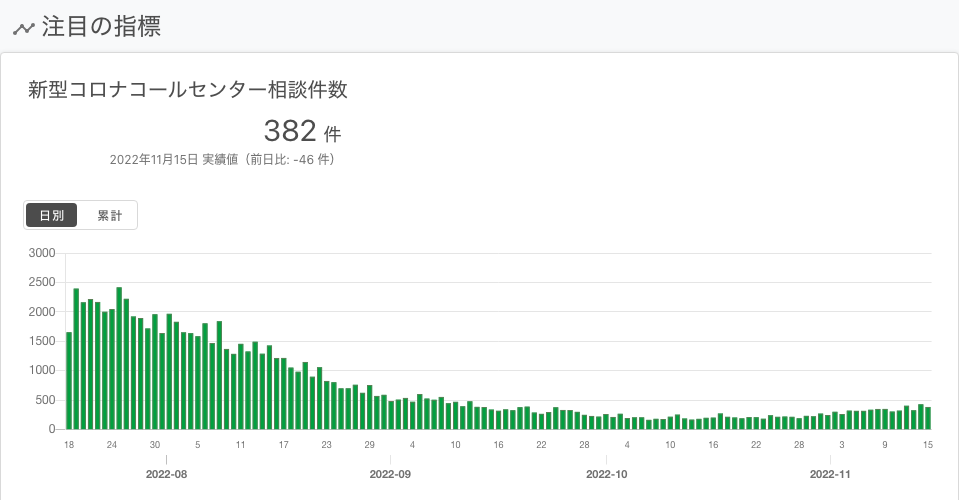 注目の指標
新型コロナコールセンター相談件数
382 件
2022年11月15日 実績値（前日比: -46 件）
日別 累計
3000
2500
2000
1500
1000
500
0
18 24 30 5 11 17 23 29 4 10 16 22 28 4 10 16 22 28 3 9 15
2022-08 2022-09 2022-10 2022-11